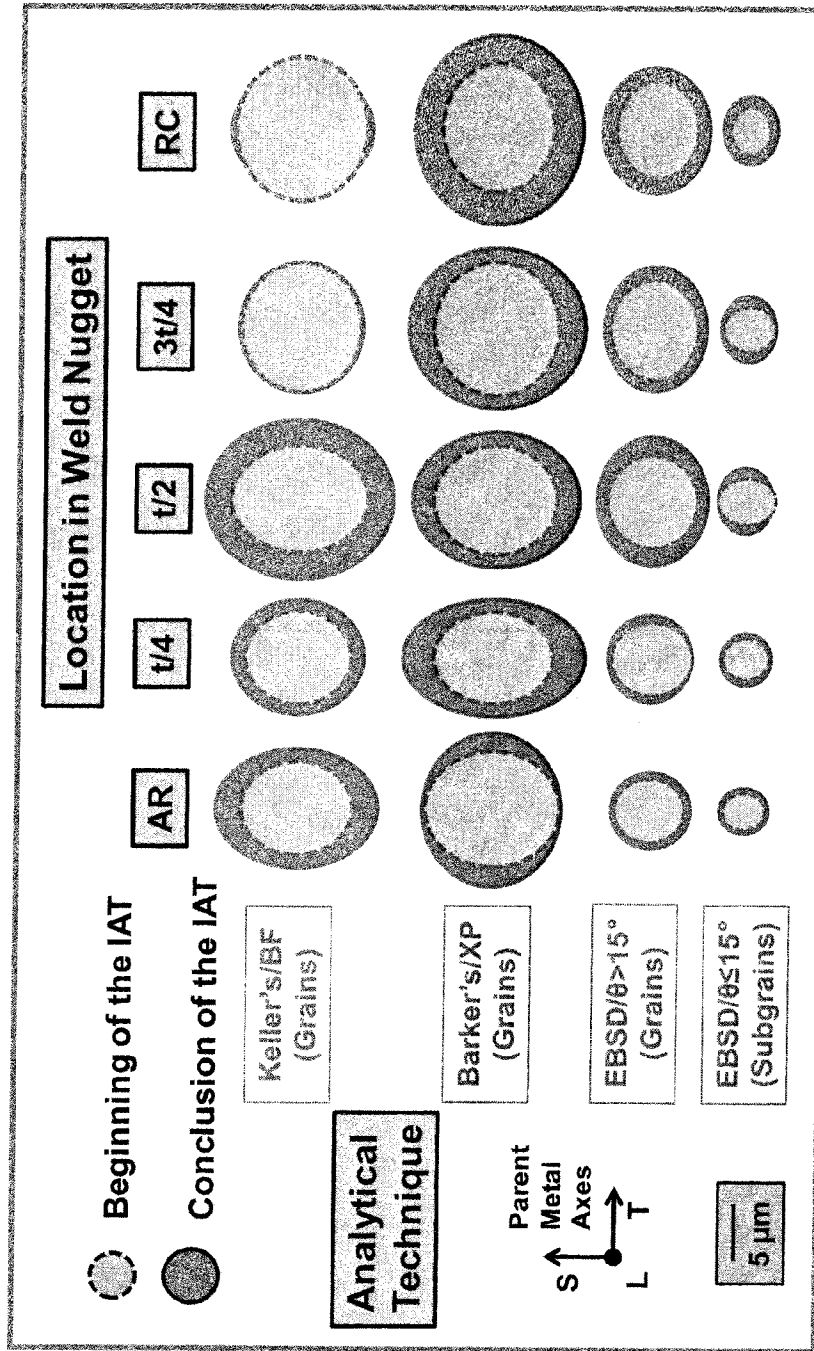 Beginning of the IAT
Conclusion of the IAT
Location in Weld Nugget
AR
t/4
t/2
3t/4
RC
Analytical
Technique
Keller's/BF
(Grains)
Barker's/XP
(Grains)
EBSD/θ>15°
(Grains)
EBSD/θ≤15°
(Subgrains)
Parent
Metal
Axes
S
L
T
5 µm